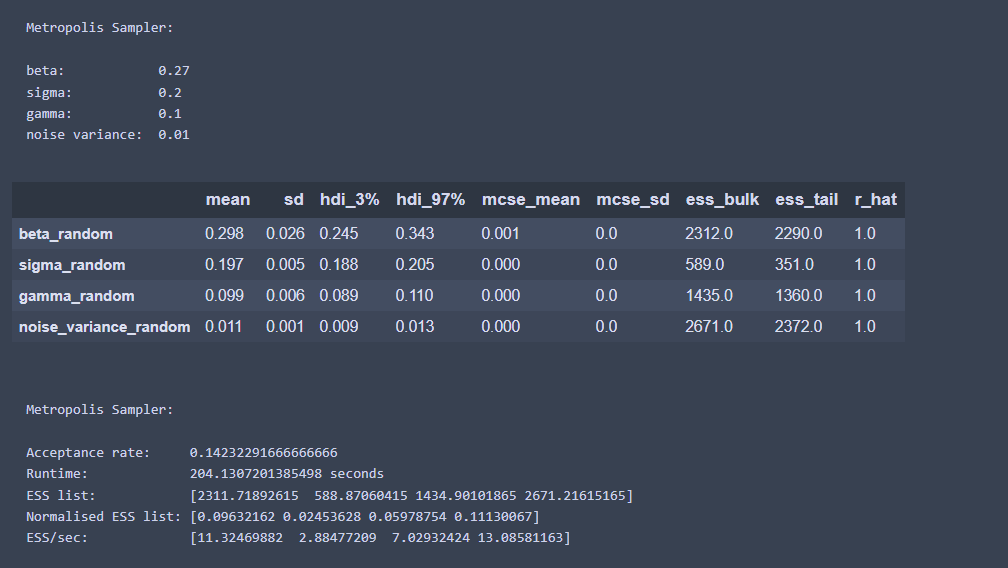 Metropolis Sampler:
beta: 0.27
sigma: 0.2
gamma: 0.1
noise variance: 0.01
mean sd hdi_3% hdi_97% mcse_mean mcse_sd ess_bulk ess_tail r_hat
beta_random 0.298 0.026 0.245 0.343 0.001 0.0 2312.0 2290.0 1.0
sigma_random 0.197 0.005 0.188 0.205 0.000 0.0 589.0 351.0 1.0
gamma_random 0.099 0.006 0.089 0.110 0.000 0.0 1435.0 1360.0 1.0
noise_variance_random 0.011 0.001 0.009 0.013 0.000 0.0 2671.0 2372.0 1.0
Metropolis Sampler:
Acceptance rate: 0.14232291666666666
Runtime: 204.1307201385498 seconds
ESS list: [2311.71892615 588.87060415 1434.90101865 2671.21615165]
Normalised ESS list: [0.09632162 0.02453628 0.05978754 0.11130067]
ESS/sec: [11.32469882 2.88477209 7.02932424 13.08581163]